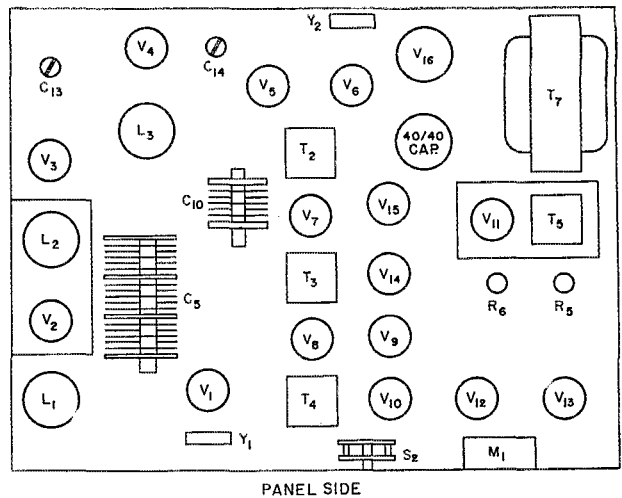 Y2
V4
C14
C13
V5
V6
V16
T7
L3
40/40
CAP.
V3
T2
C10
V7
V15
V11
T5
L2
T3
V14
R6
R5
C5
V2
V8
V9
L1
V1
T4
V10
V12
V13
Y1
S2
M1
PANEL SIDE